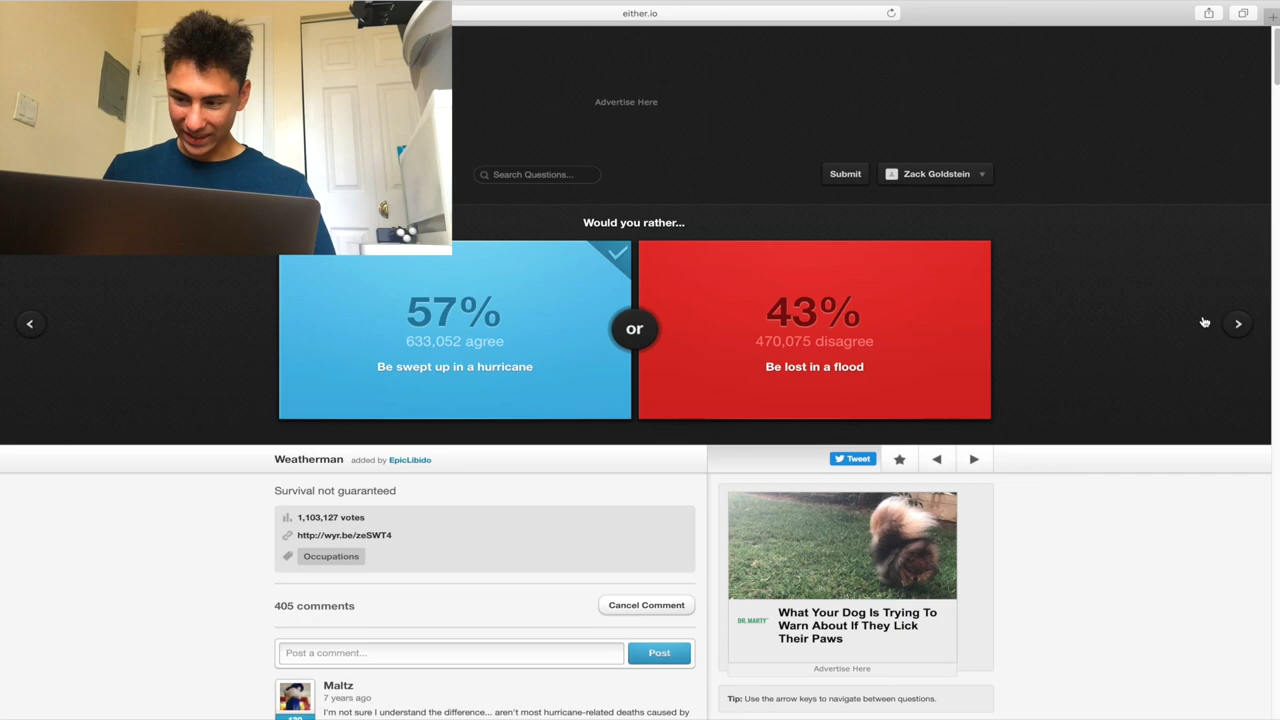 either.io
Advertise Here
Search Questions...
Submit
Zack Goldstein
Would you rather...
57%
633,052 agree
Be swept up in a hurricane
or
43%
470,075 disagree
Be lost in a flood
Weatherman added by EpicLibido
Tweet
Survival not guaranteed
1,103,127 votes
http://wyr.be/zeSWT4
Occupations
405 comments
Cancel Comment
Post a comment...
Post
Maltz
7 years ago
I'm not sure I understand the difference... aren't most hurricane-related deaths caused by
DR. MARTY
What Your Dog Is Trying To
Warn About If They Lick
Their Paws
Advertise Here
Tip: Use the arrow keys to navigate between questions.